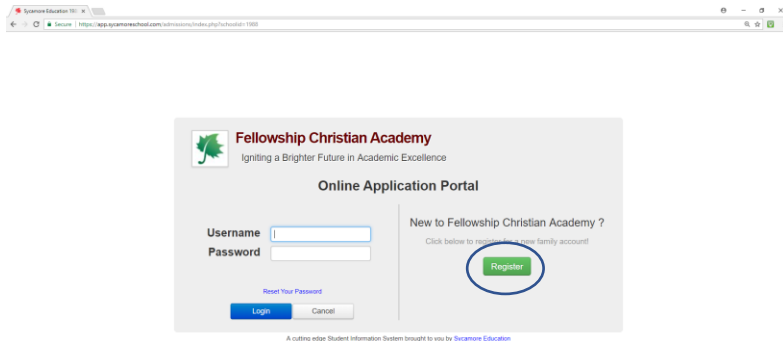 Sycamore Education
Secure | https://app.sycamoreschool.com/admissions/index.php?schoolid=1988
Fellowship Christian Academy
Igniting a Brighter Future in Academic Excellence
Online Application Portal
New to Fellowship Christian Academy ?
Click below to register for a new family account!
Username
Password
Register
Reset Your Password
Login
Cancel
A cutting edge Student Information System brought to you by Sycamore Education